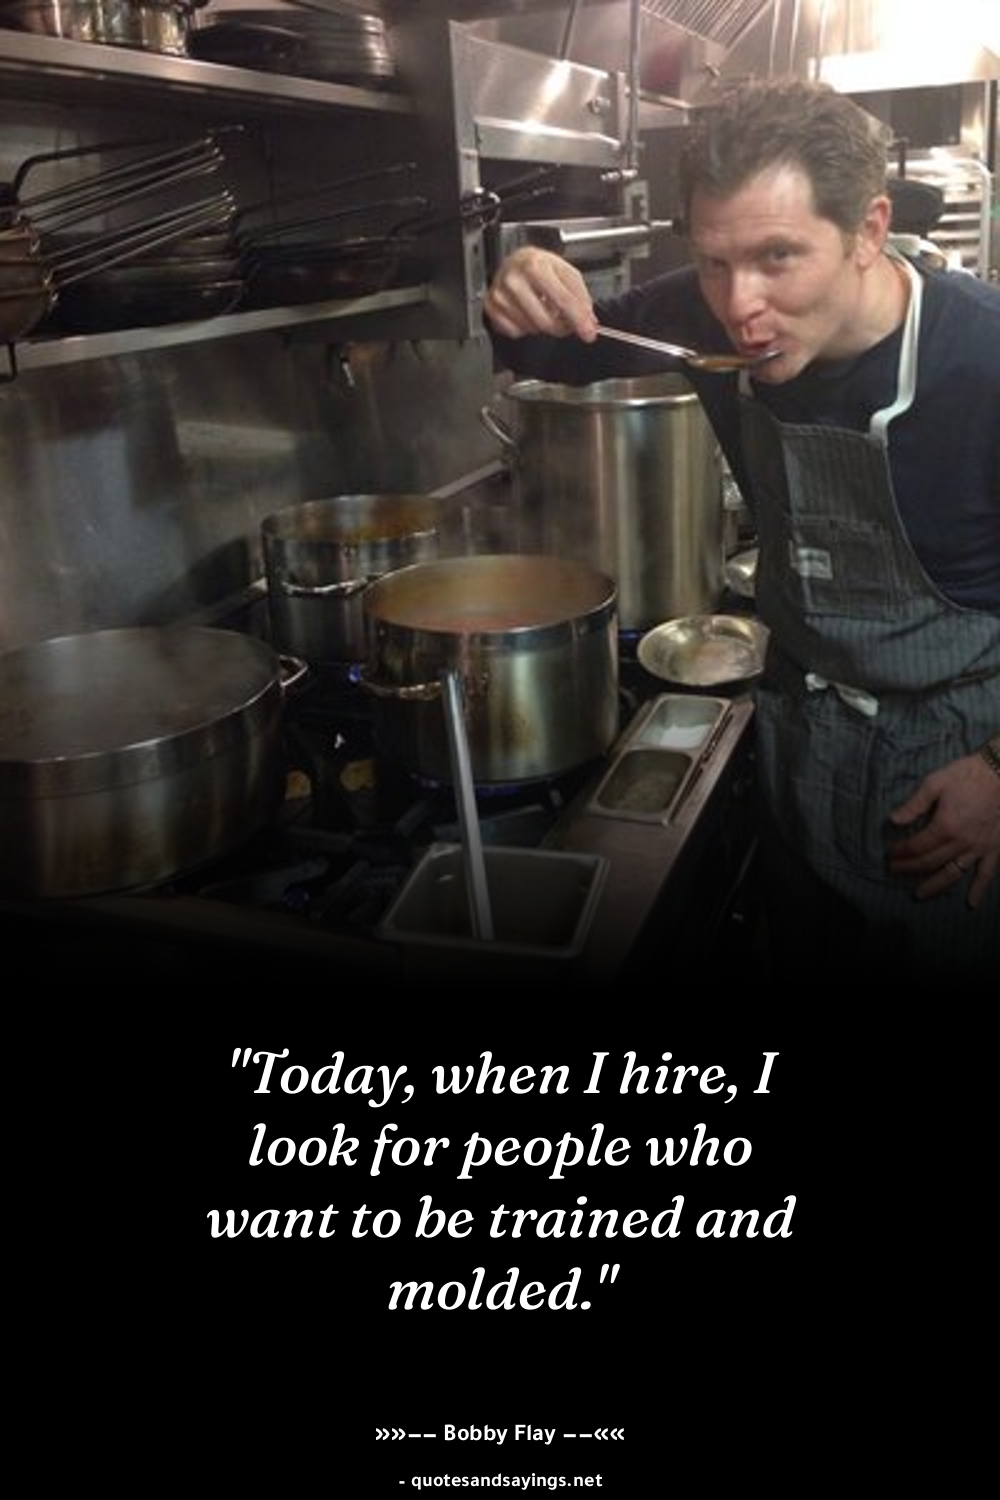 "Today, when I hire, I
look for people who
want to be trained and
molded."
»»–– Bobby Flay ––««
- quotesandsayings.net